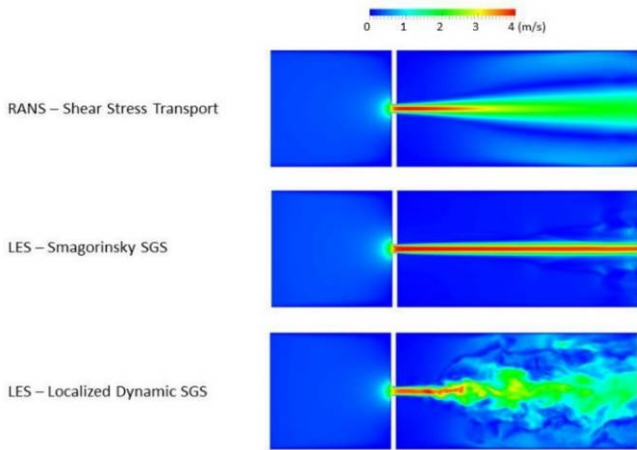 0 1 2 3 4 (m/s)
RANS – Shear Stress Transport
LES – Smagorinsky SGS
LES – Localized Dynamic SGS